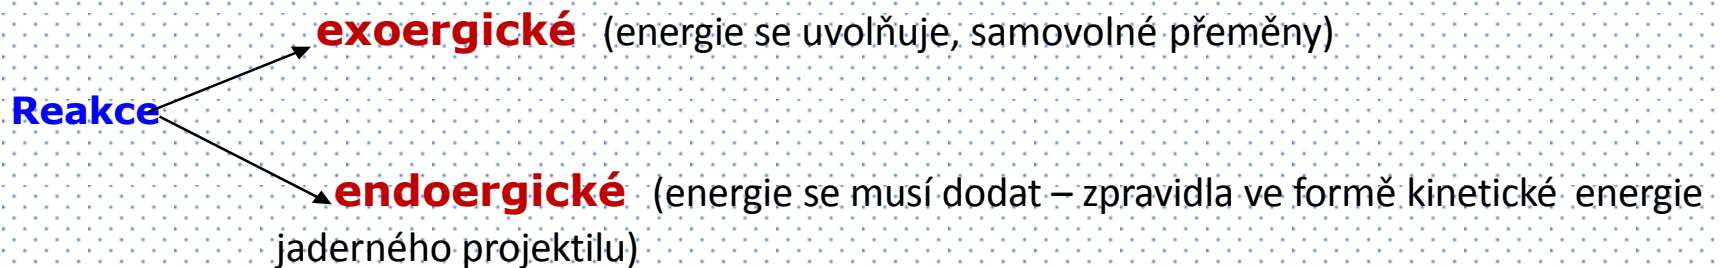 exoergické (energie se uvolňuje, samovolné přeměny)
Reakce
endoergické (energie se musí dodat – zpravidla ve formě kinetické energie
jaderného projektilu)